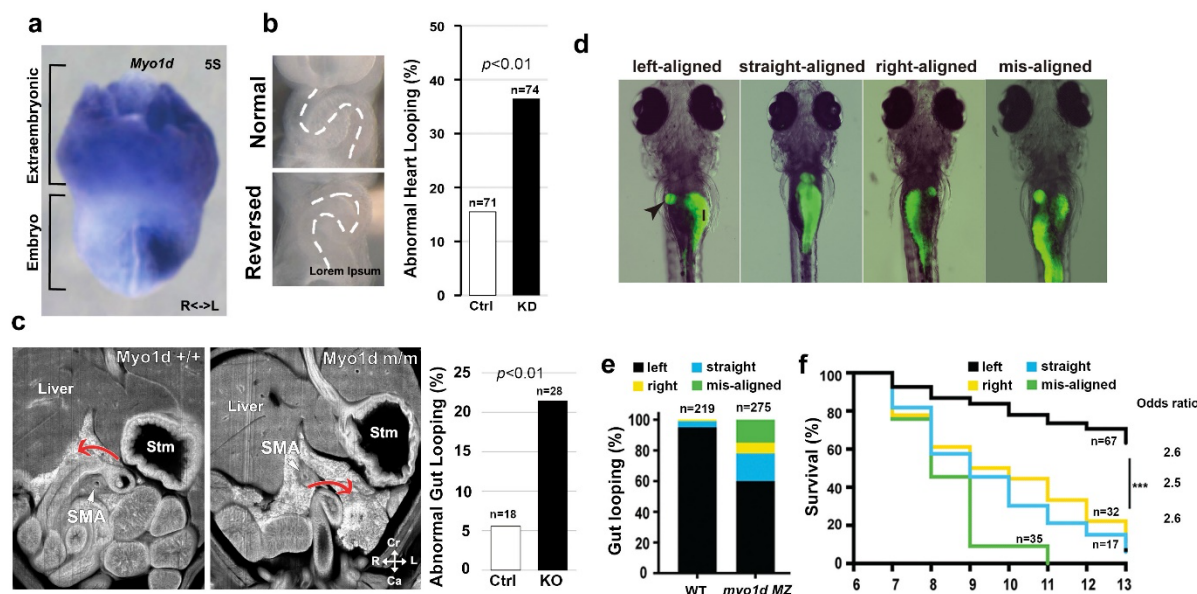 a
Myo1d 5S
Extraembryonic
Embryo
R<->L
b
Normal
Reversed
Lorem Ipsum
Abnormal Heart Looping (%)
50
40
30
20
10
0
p<0.01
n=71
n=74
Ctrl KD
c
Myo1d +/+
Liver
Stm
SMA
Myo1d m/m
Liver
Stm
SMA
Cr
R L
Ca
Abnormal Gut Looping (%)
25
20
15
10
5
0
p<0.01
n=18
n=28
Ctrl KO
d
left-aligned straight-aligned right-aligned mis-aligned
I
e
left straight
right mis-aligned
Gut looping (%)
100
80
60
40
20
0
n=219 n=275
WT myo1d MZ
f
left straight
right mis-aligned
Survival (%)
100
80
60
40
20
0
6 7 8 9 10 11 12 13
n=67
n=32
n=17
n=35
***
Odds ratio
2.6
2.5
2.6